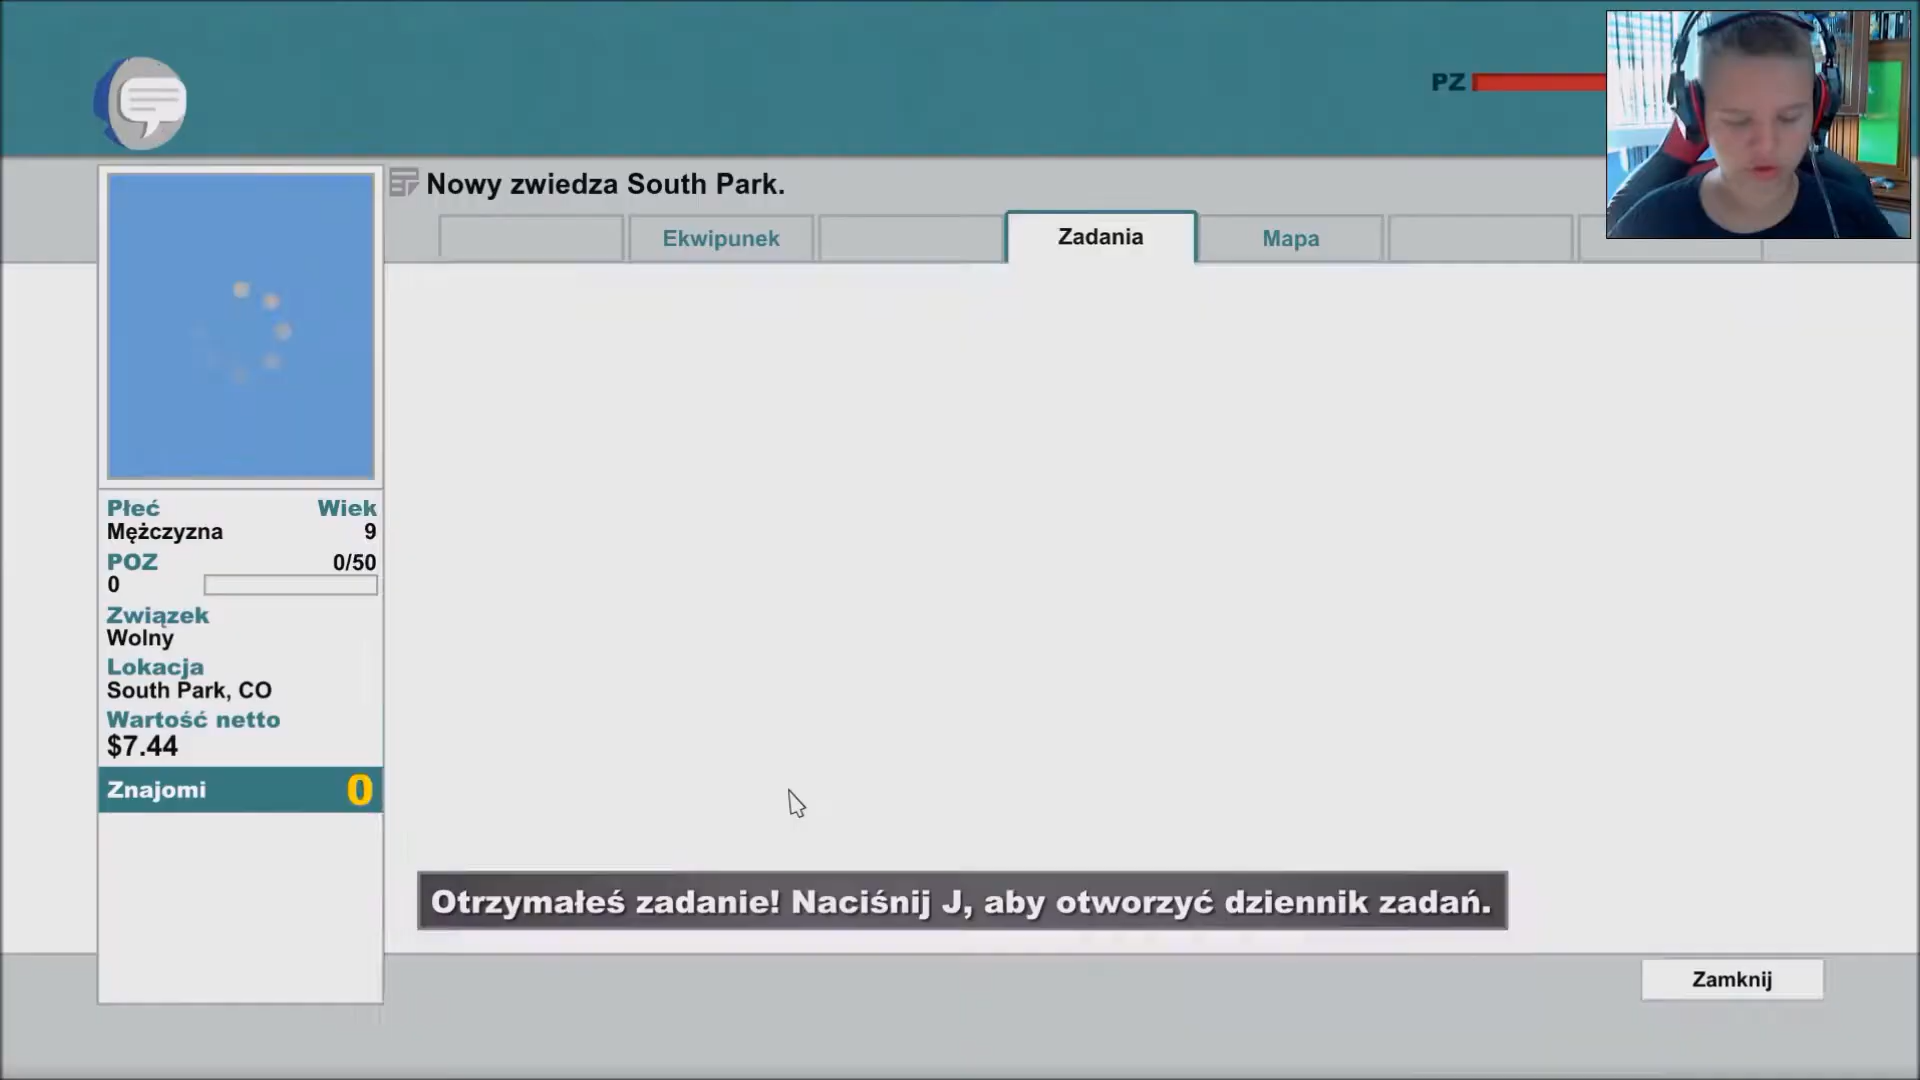 PZ
Nowy zwiedza South Park.
Ekwipunek
Zadania
Mapa
Płeć Wiek
Mężczyzna 9
POZ 0/50
0
Związek
Wolny
Lokacja
South Park, CO
Wartość netto
$7.44
Znajomi 0
Otrzymałeś zadanie! Naciśnij J, aby otworzyć dziennik zadań.
Zamknij